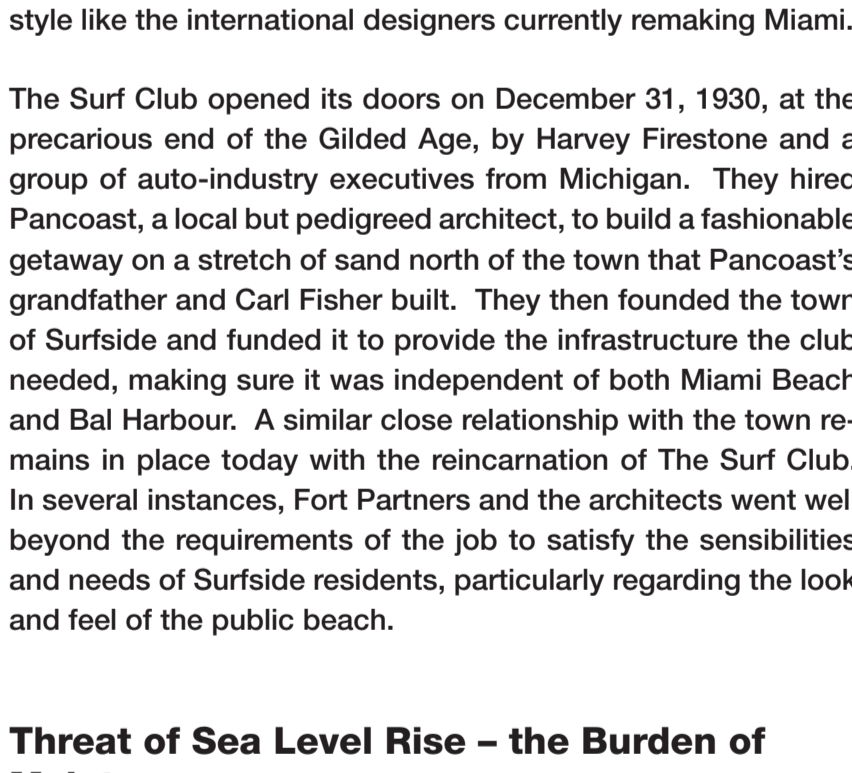 style like the international designers currently remaking Miami.
The Surf Club opened its doors on December 31, 1930, at the
precarious end of the Gilded Age, by Harvey Firestone and a
group of auto-industry executives from Michigan.  They hired
Pancoast, a local but pedigreed architect, to build a fashionable
getaway on a stretch of sand north of the town that Pancoast's
grandfather and Carl Fisher built.  They then founded the town
of Surfside and funded it to provide the infrastructure the club
needed, making sure it was independent of both Miami Beach
and Bal Harbour.  A similar close relationship with the town re-
mains in place today with the reincarnation of The Surf Club.
In several instances, Fort Partners and the architects went well
beyond the requirements of the job to satisfy the sensibilities
and needs of Surfside residents, particularly regarding the look
and feel of the public beach.
Threat of Sea Level Rise – the Burden of